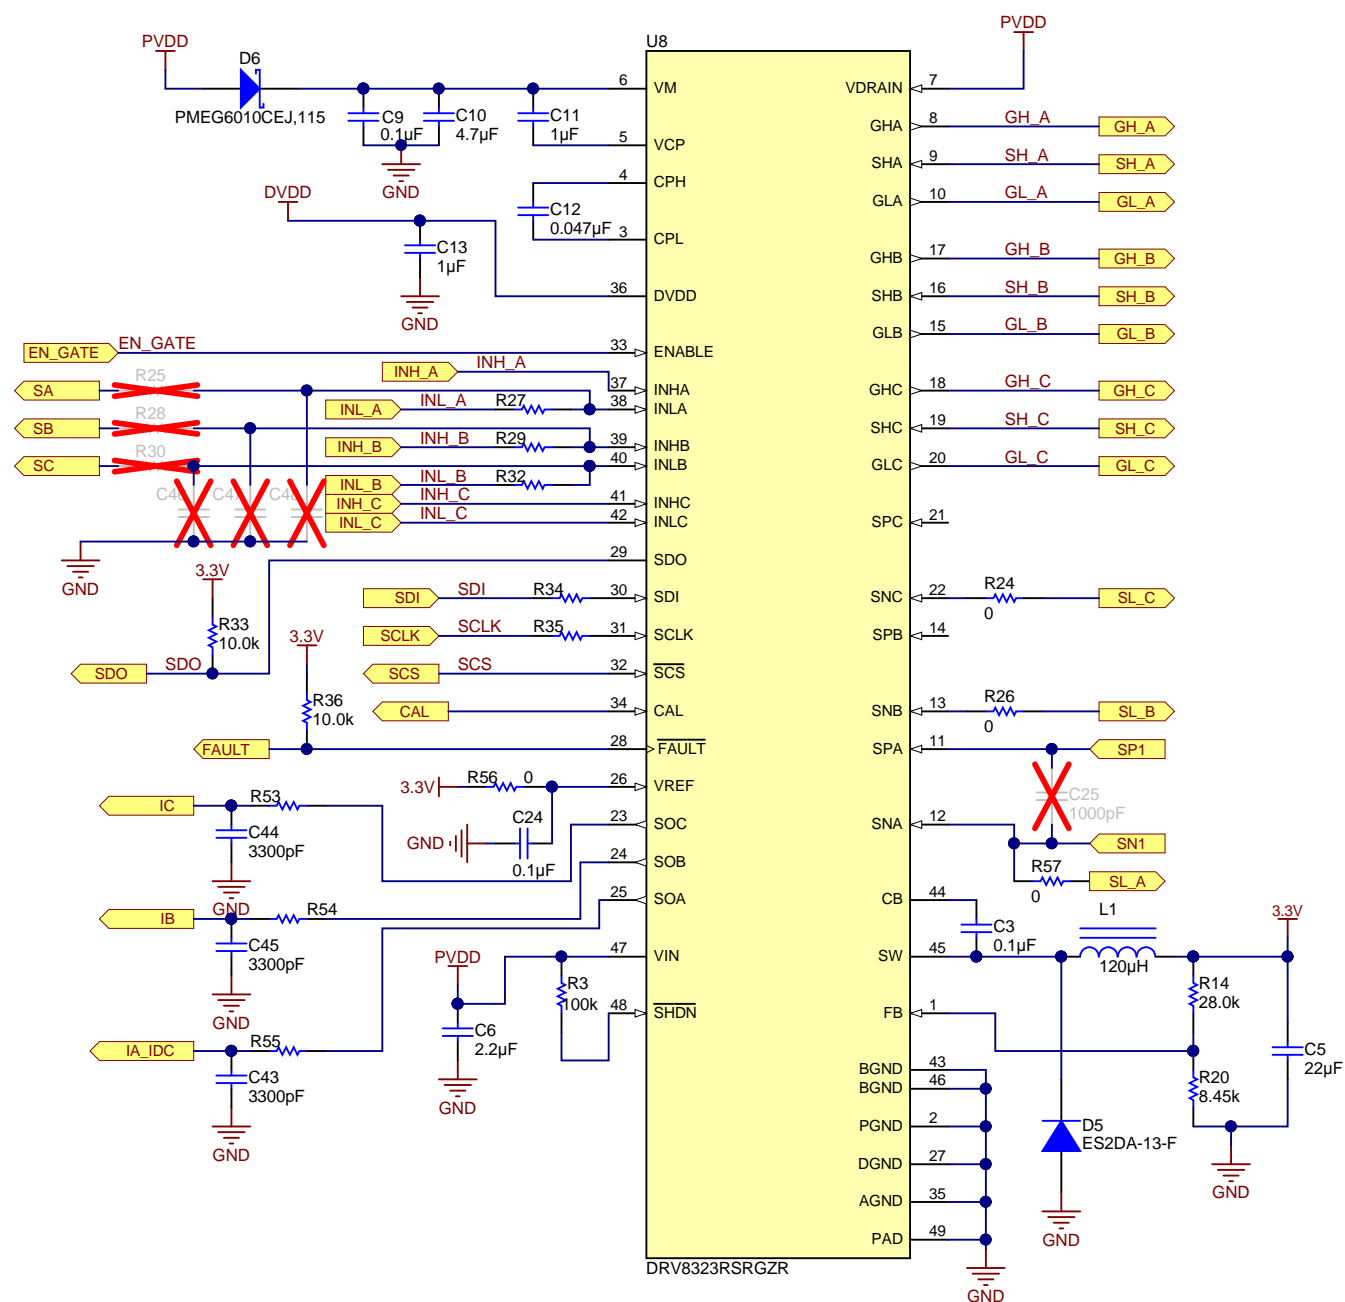 PVDD
D6
PMEG6010CEJ,115
C9
0.1µF
C10
4.7µF
C11
1µF
GND
DVDD
C12
0.047µF
C13
1µF
GND
U8
6 VM
5 VCP
4 CPH
3 CPL
36 DVDD
EN_GATE EN_GATE 33 ENABLE
INH_A INH_A 37 INHA
SA R25
INL_A INL_A R27 38 INLA
SB R28
INH_B INH_B R29 39 INHB
SC R30 40 INLB
INL_B INL_B R32
INH_C INH_C 41 INHC
INL_C INL_C 42 INLC
GND
29 SDO
3.3V
R33
10.0k
SDO SDO
SDI SDI R34 30 SDI
SCLK SCLK R35 31 SCLK
SCS SCS 32 SCS
CAL 34 CAL
3.3V
R36
10.0k
FAULT 28 FAULT
3.3V R56 0 26 VREF
GND C24
0.1µF
IC R53 23 SOC
C44
3300pF
GND
24 SOB
IB R54
C45
3300pF
GND
25 SOA
IA_IDC R55
C43
3300pF
GND
PVDD
C6
2.2µF
GND
R3
100k
47 VIN
48 SHDN
PVDD
VDRAIN 7
GHA 8 GH_A GH_A
SHA 9 SH_A SH_A
GLA 10 GL_A GL_A
GHB 17 GH_B GH_B
SHB 16 SH_B SH_B
GLB 15 GL_B GL_B
GHC 18 GH_C GH_C
SHC 19 SH_C SH_C
GLC 20 GL_C GL_C
SPC 21
SNC 22 R24 SL_C
0
SPB 14
SNB 13 R26 SL_B
0
SPA 11 SP1
C25
1000pF
SNA 12
SN1
R57 SL_A
0
CB 44
C3
0.1µF
L1
120µH
3.3V
SW 45
R14
28.0k
FB 1
R20
8.45k
C5
22µF
GND
D5
ES2DA-13-F
GND
BGND 43
BGND 46
PGND 2
DGND 27
AGND 35
PAD 49
GND
DRV8323RSRGZR